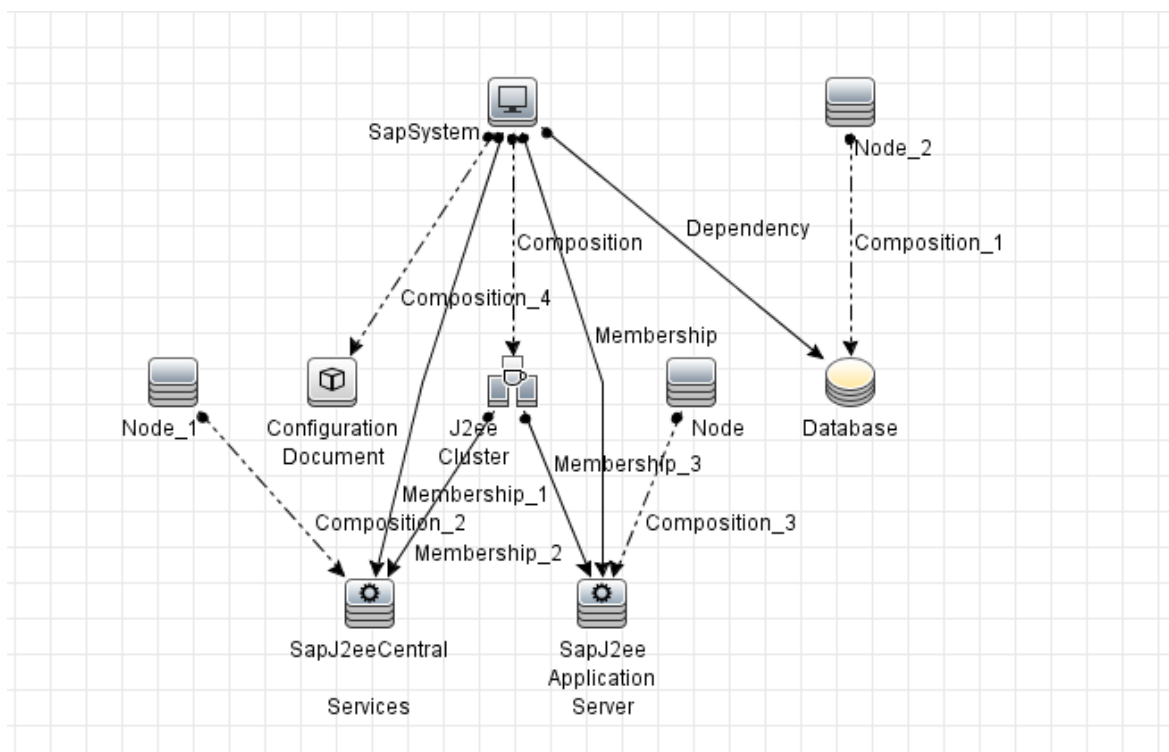 SapSystem
Node_2
Dependency
Composition
Composition_1
Composition_4
Membership
Node_1
Configuration
Document
J2ee
Cluster
Node
Database
Membership_3
Membership_1
Composition_2
Composition_3
Membership_2
SapJ2eeCentral
Services
SapJ2ee
Application
Server